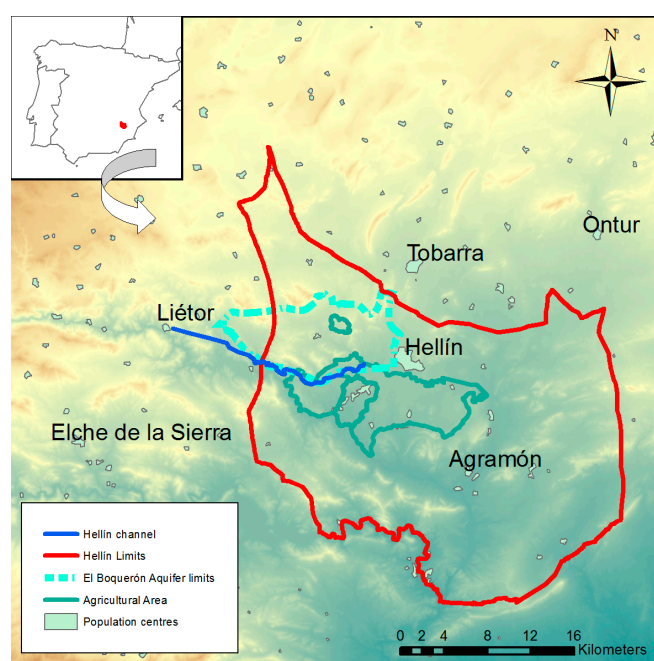 N
Ontur
Tobarra
Liétor
Hellín
Elche de la Sierra
Agramón
Hellín channel
Hellín Limits
El Boquerón Aquifer limits
Agricultural Area
Population centres
0 2 4 8 12 16
Kilometers